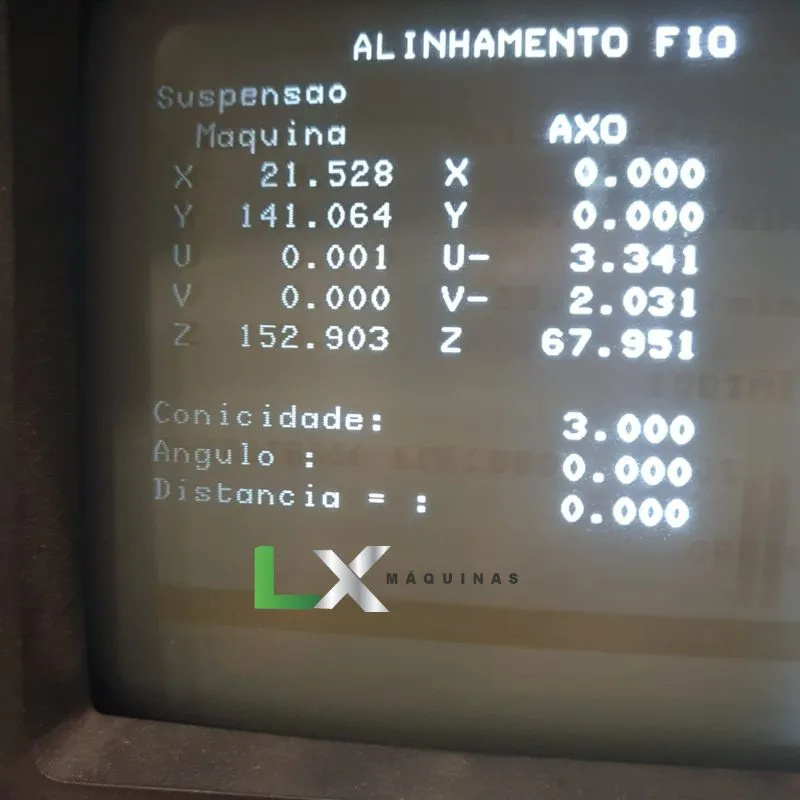 ALINHAMENTO FIO
Suspensao
Maquina AXO
X 21.528 X 0.000
Y 141.064 Y 0.000
U 0.001 U- 3.341
V 0.000 V- 2.031
Z 152.903 Z 67.951
Conicidade: 3.000
Angulo : 0.000
Distancia = : 0.000
LX MÁQUINAS